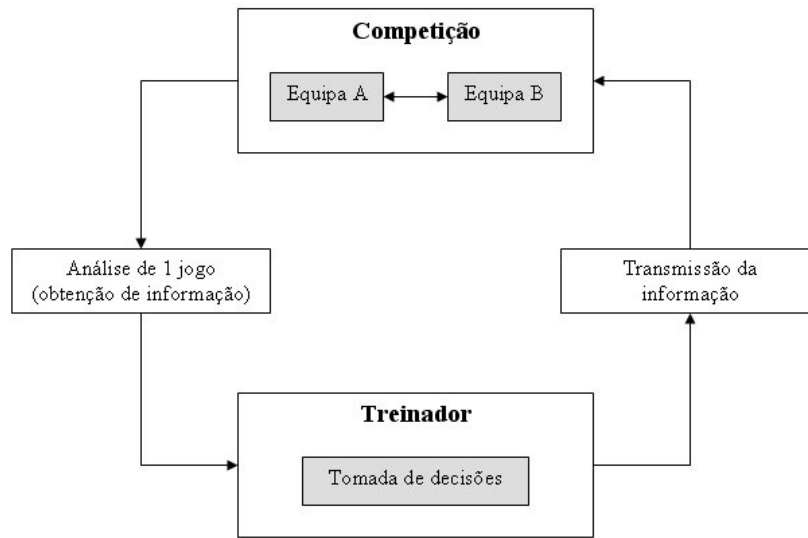 Competição
Equipa A
Equipa B
Análise de 1 jogo
(obtenção de informação)
Transmissão da
informação
Treinador
Tomada de decisões